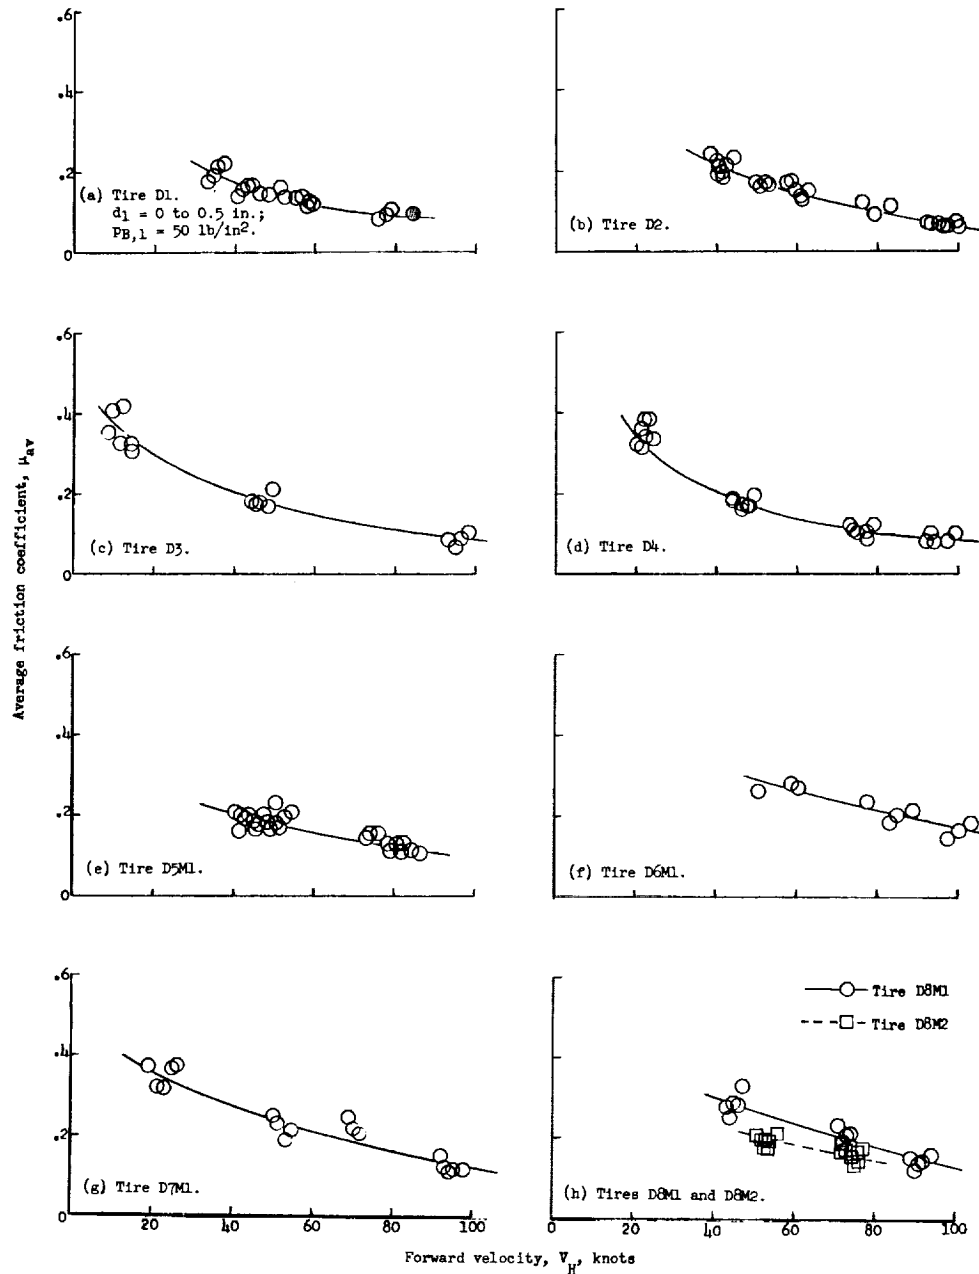 .6
.4
.2
0
(a) Tire D1.
d1 = 0 to 0.5 in.;
PB,1 = 50 lb/in2.
(b) Tire D2.
.6
.4
.2
0
(c) Tire D3.
(d) Tire D4.
Average friction coefficient, μav
.6
.4
.2
0
(e) Tire D5M1.
(f) Tire D6M1.
.6
.4
.2
0
(g) Tire D7M1.
Tire D8M1
Tire D8M2
(h) Tires D8M1 and D8M2.
20 40 60 80 100
0 20 40 60 80 100
Forward velocity, VH, knots